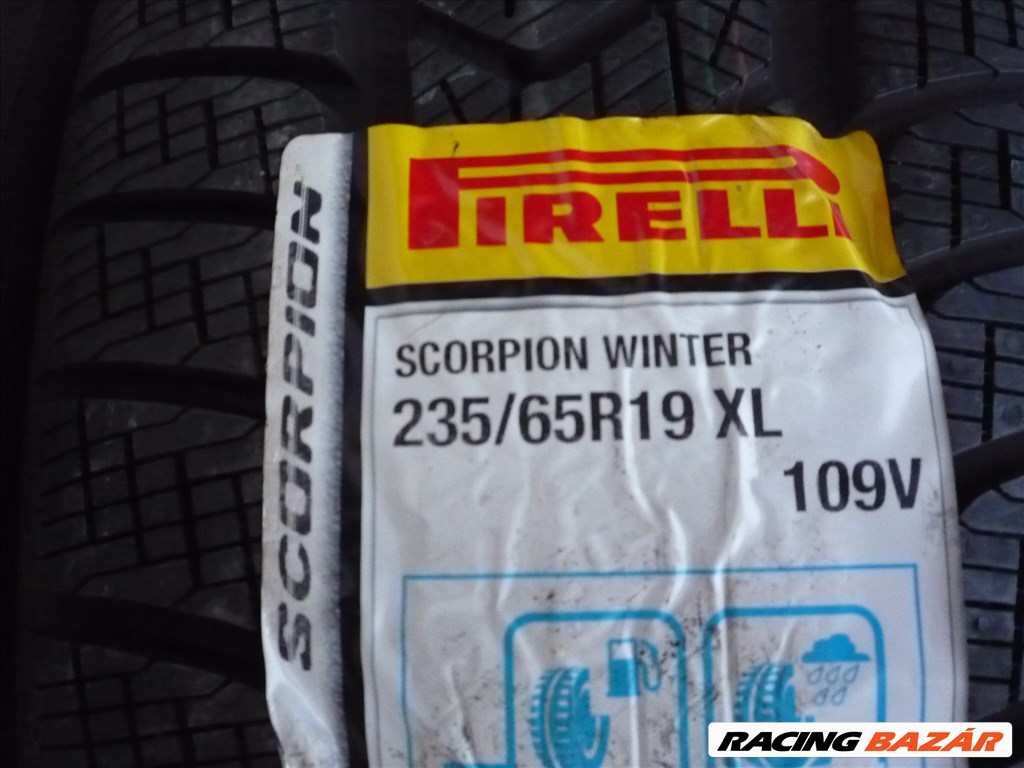 SCORPION
PIRELLI
SCORPION WINTER
235/65R19 XL
109V
RACING BAZÁR